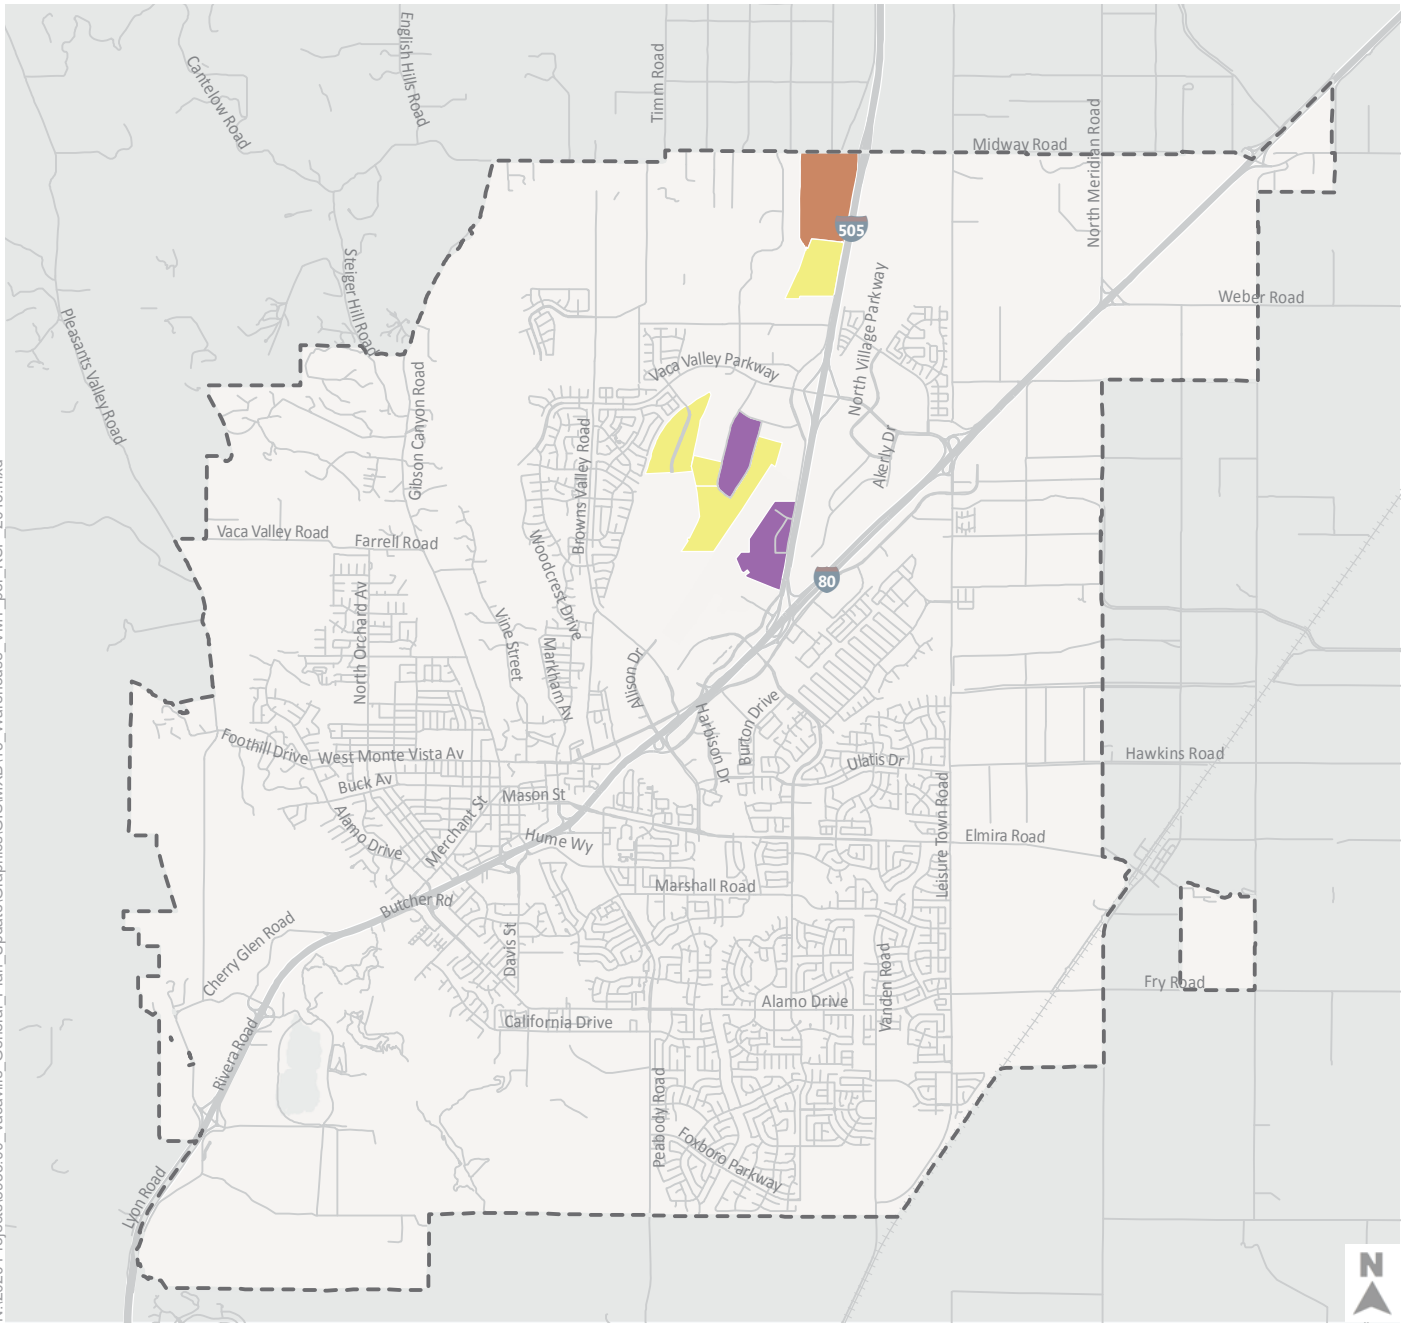 English Hills Road
Cantelow Road
Timm Road
Midway Road
North Meridian Road
505
Steiger Hill Road
Pleasants Valley Road
Weber Road
North Village Parkway
Vaca Valley Parkway
Gibson Canyon Road
Browns Valley Road
Akerly Dr
Vaca Valley Road
Farrell Road
Woodcrest Drive
80
North Orchard Av
Vine Street
Markham Av
Allison Dr
Harbison Dr
Burton Drive
Foothill Drive
West Monte Vista Av
Ulatis Dr
Hawkins Road
Buck Av
Mason St
Leisure Town Road
Alamo Drive
Merchant St
Hume Wy
Elmira Road
Marshall Road
Butcher Rd
Cherry Glen Road
Davis St
Vanden Road
Fry Road
Alamo Drive
California Drive
Rivera Road
Peabody Road
Foxboro Parkway
Lyon Road
N